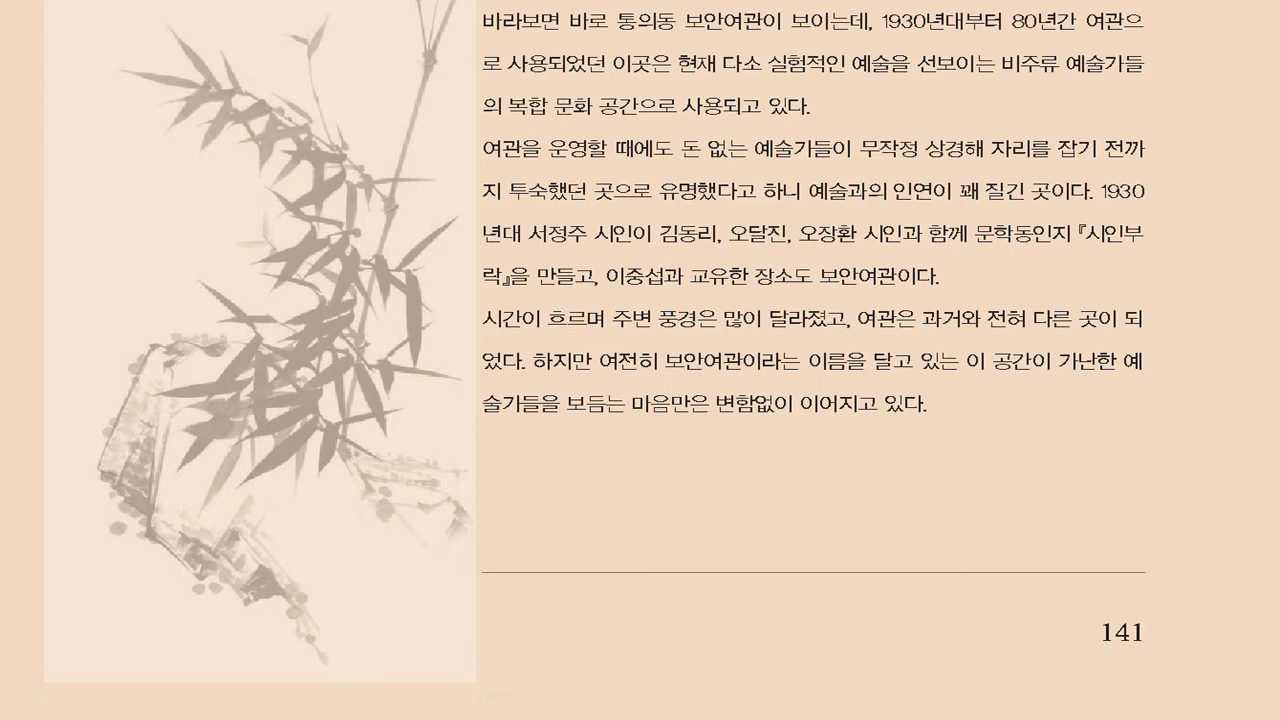 바라보면 바로 통의동 보안여관이 보이는데, 1930년대부터 80년간 여관으
로 사용되었던 이곳은 현재 다소 실험적인 예술을 선보이는 비주류 예술가들
의 복합 문화 공간으로 사용되고 있다.
여관을 운영할 때에도 돈 없는 예술가들이 무작정 상경해 자리를 잡기 전까
지 투숙했던 곳으로 유명했다고 하니 예술과의 인연이 꽤 질긴 곳이다. 1930
년대 서정주 시인이 김동리, 오달진, 오장환 시인과 함께 문학동인지 『시인부
락』을 만들고, 이중섭과 교유한 장소도 보안여관이다.
시간이 흐르며 주변 풍경은 많이 달라졌고, 여관은 과거와 전혀 다른 곳이 되
었다. 하지만 여전히 보안여관이라는 이름을 달고 있는 이 공간이 가난한 예
술가들을 보듬는 마음만은 변함없이 이어지고 있다.
141